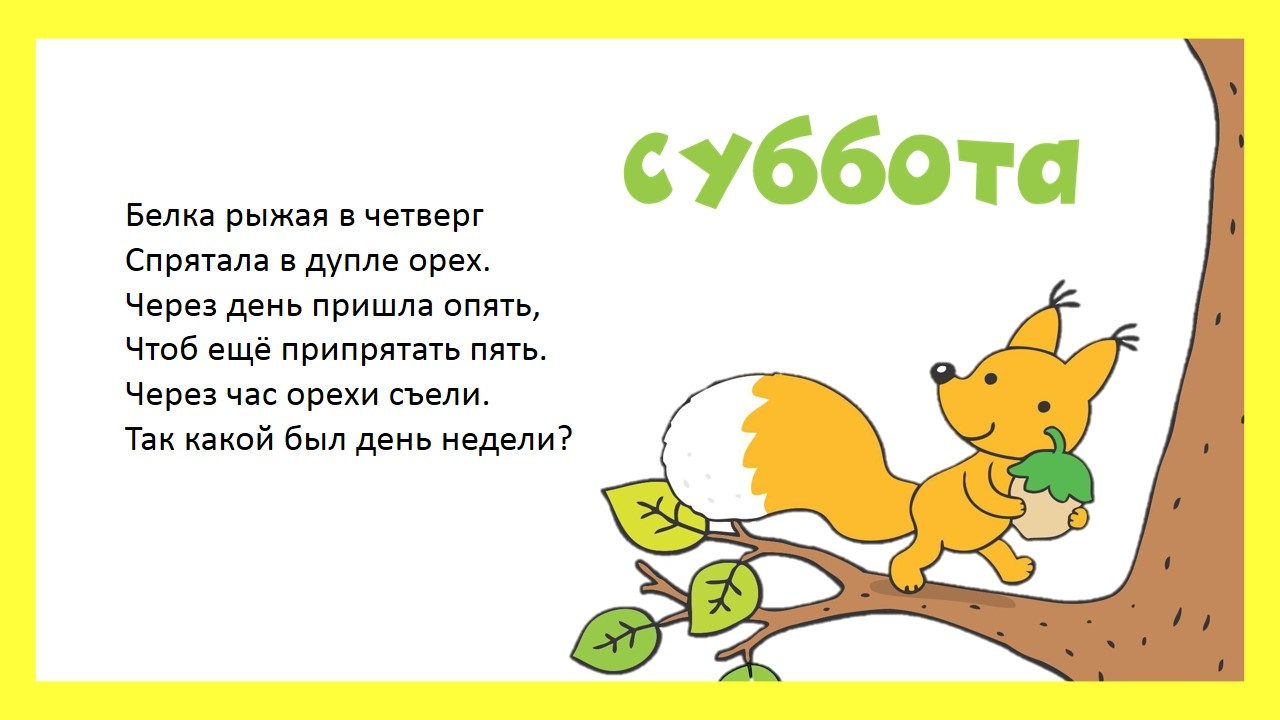 суббота
Белка рыжая в четверг
Спрятала в дупле орех.
Через день пришла опять,
Чтоб ещё припрятать пять.
Через час орехи съели.
Так какой был день недели?